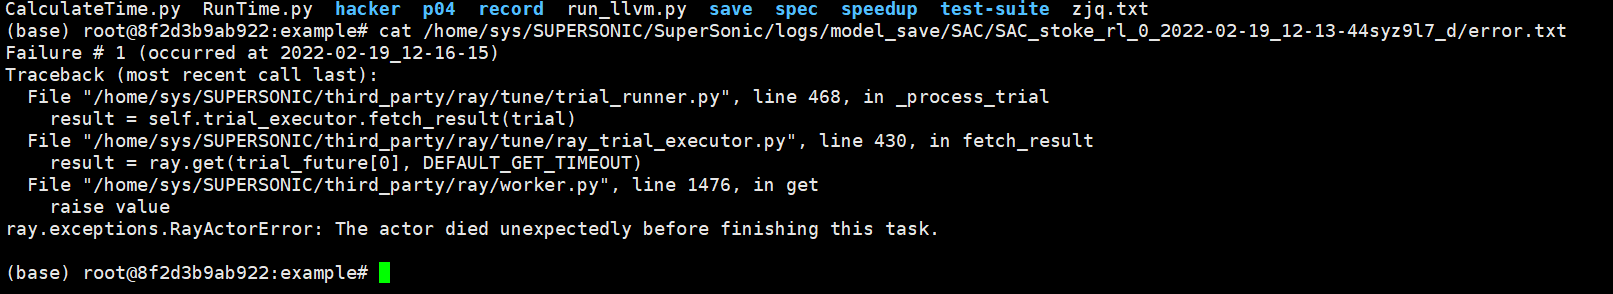 CalculateTime.py  RunTime.py  hacker  p04  record  run_llvm.py  save  spec  speedup  test-suite  zjq.txt
(base) root@8f2d3b9ab922:example# cat /home/sys/SUPERSONIC/SuperSonic/logs/model_save/SAC/SAC_stoke_rl_0_2022-02-19_12-13-44syz9l7_d/error.txt
Failure # 1 (occurred at 2022-02-19_12-16-15)
Traceback (most recent call last):
  File "/home/sys/SUPERSONIC/third_party/ray/tune/trial_runner.py", line 468, in _process_trial
    result = self.trial_executor.fetch_result(trial)
  File "/home/sys/SUPERSONIC/third_party/ray/tune/ray_trial_executor.py", line 430, in fetch_result
    result = ray.get(trial_future[0], DEFAULT_GET_TIMEOUT)
  File "/home/sys/SUPERSONIC/third_party/ray/worker.py", line 1476, in get
    raise value
ray.exceptions.RayActorError: The actor died unexpectedly before finishing this task.
(base) root@8f2d3b9ab922:example#